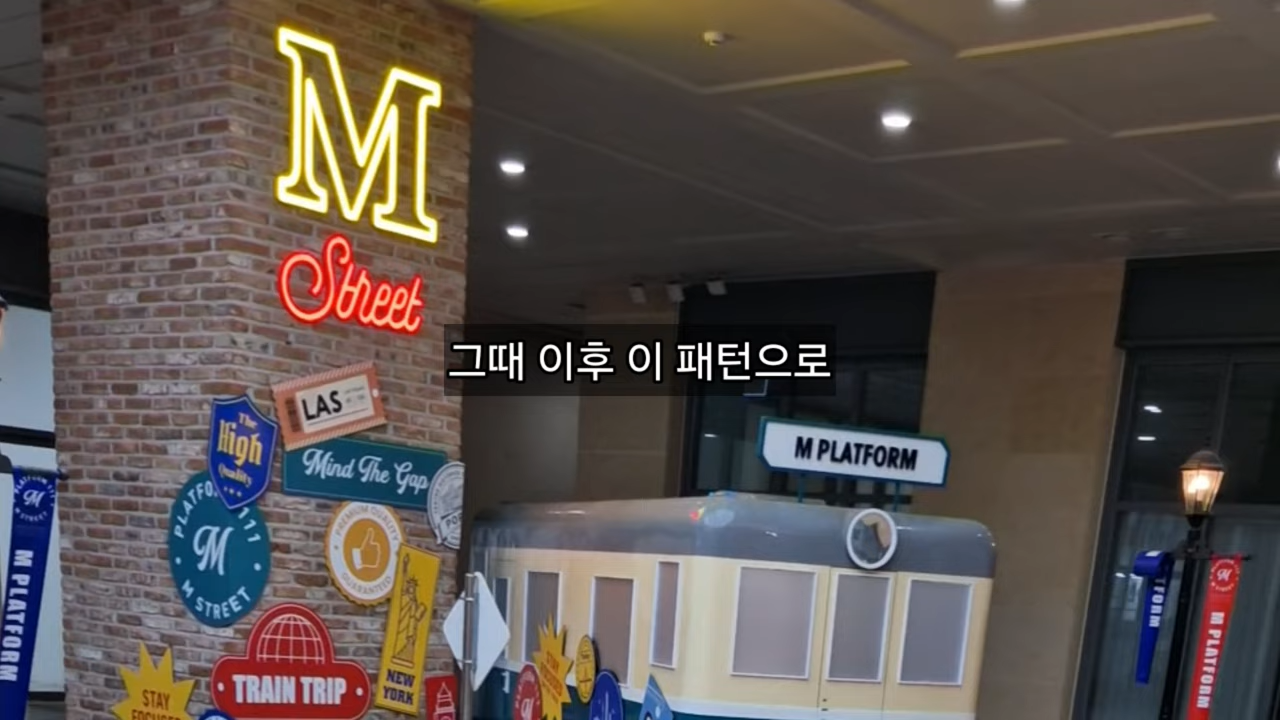 M
Street
그때 이후 이 패턴으로
LAS
The
High
Quality
Mind The Gap
M PLATFORM
PREMIUM QUALITY
GUARANTEED
M
M STREET
M PLATFORM
NEW
YORK
TRAIN TRIP
STAY
M PLATFORM
STAY